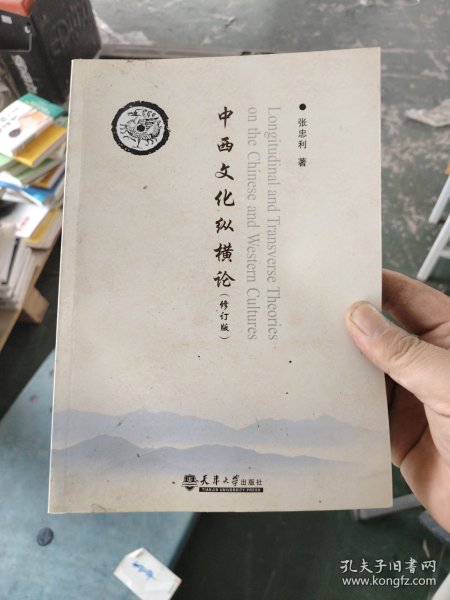 张忠利 著
Longitudinal and Transverse Theories
on the Chinese and Western Cultures
中西文化纵横论(修订版)
天津大学出版社
TIANJIN UNIVERSITY PRESS
孔夫子旧书网
www.kongfz.com